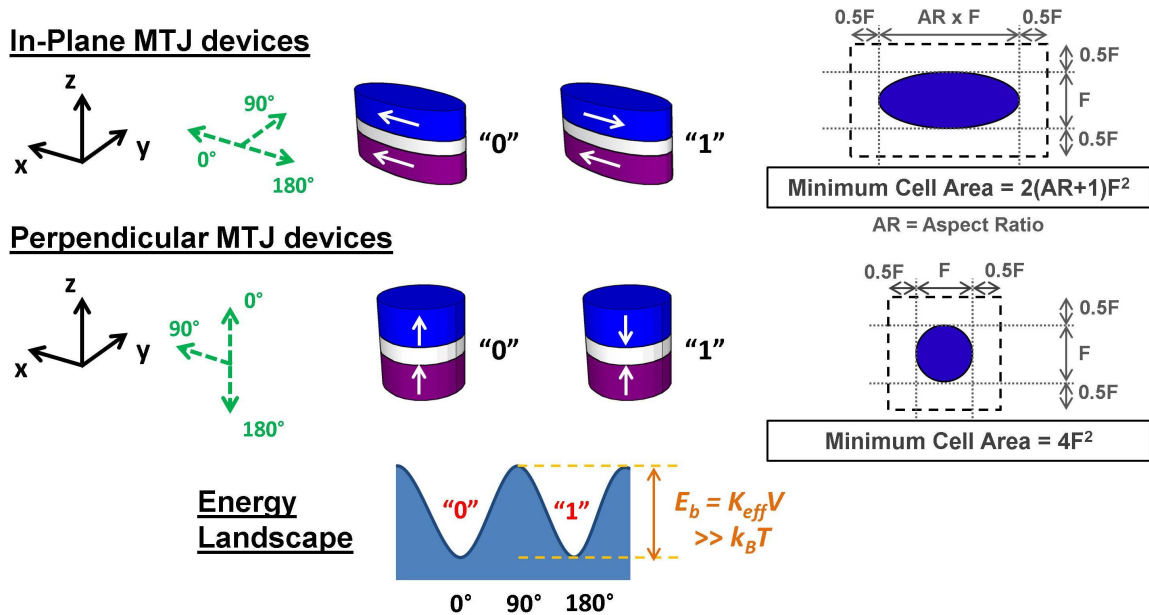 In-Plane MTJ devices
z
x
y
90°
0°
180°
"0"
"1"
0.5F
AR x F
0.5F
0.5F
F
0.5F
Minimum Cell Area = 2(AR+1)F²
AR = Aspect Ratio
Perpendicular MTJ devices
z
x
y
0°
90°
180°
"0"
"1"
0.5F
F
0.5F
0.5F
F
0.5F
Minimum Cell Area = 4F²
Energy
Landscape
"0"
"1"
E_b = K_eff V
>> k_B T
0°
90°
180°